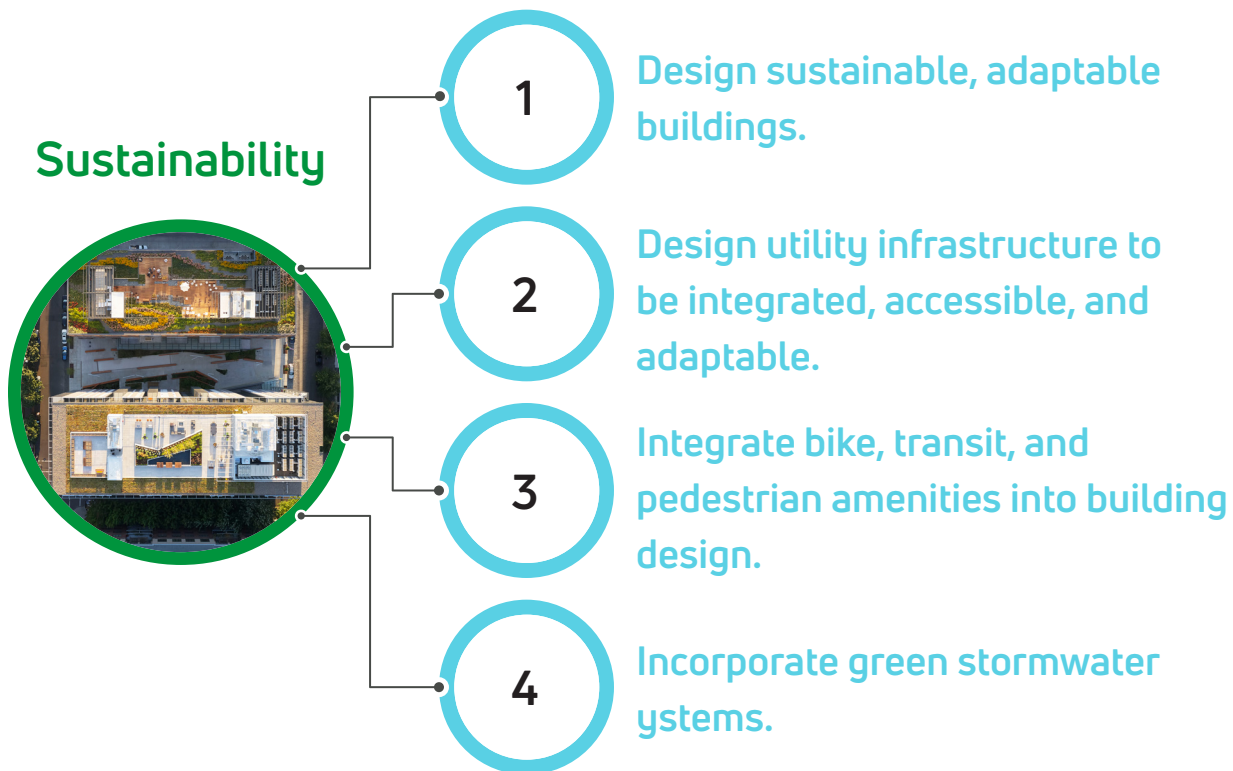 Sustainability
1
Design sustainable, adaptable
buildings.
2
Design utility infrastructure to
be integrated, accessible, and
adaptable.
3
Integrate bike, transit, and
pedestrian amenities into building
design.
4
Incorporate green stormwater
ystems.